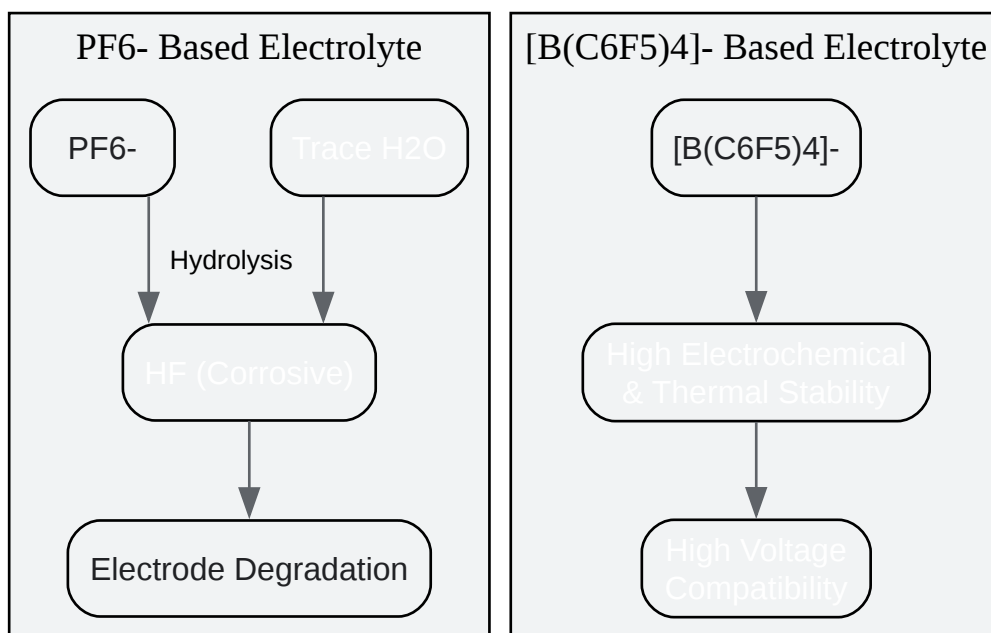 PF6- Based Electrolyte
PF6-
Trace H2O
Hydrolysis
HF (Corrosive)
Electrode Degradation
[B(C6F5)4]- Based Electrolyte
[B(C6F5)4]-
High Electrochemical
& Thermal Stability
High Voltage
Compatibility